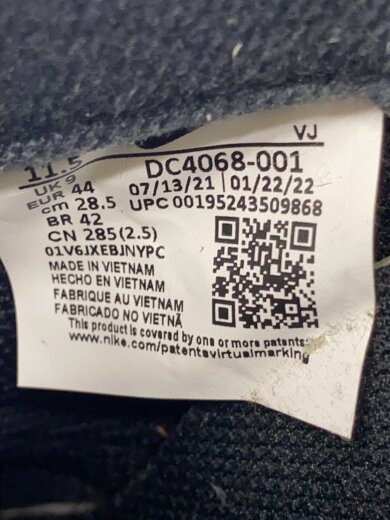 VJ
11.5 DC4068-001
UK 9
EUR 44 07/13/21 | 01/22/22
cm 28.5 UPC 00195243509868
BR 42
CN 285(2.5)
01V6JXEBJNYPC
MADE IN VIETNAM
HECHO EN VIETNAM
FABRIQUE AU VIETNAM
FABRICADO NO VIETNÃ
This product is covered by one or more patents:
www.nike.com/patentsvirtualmarking